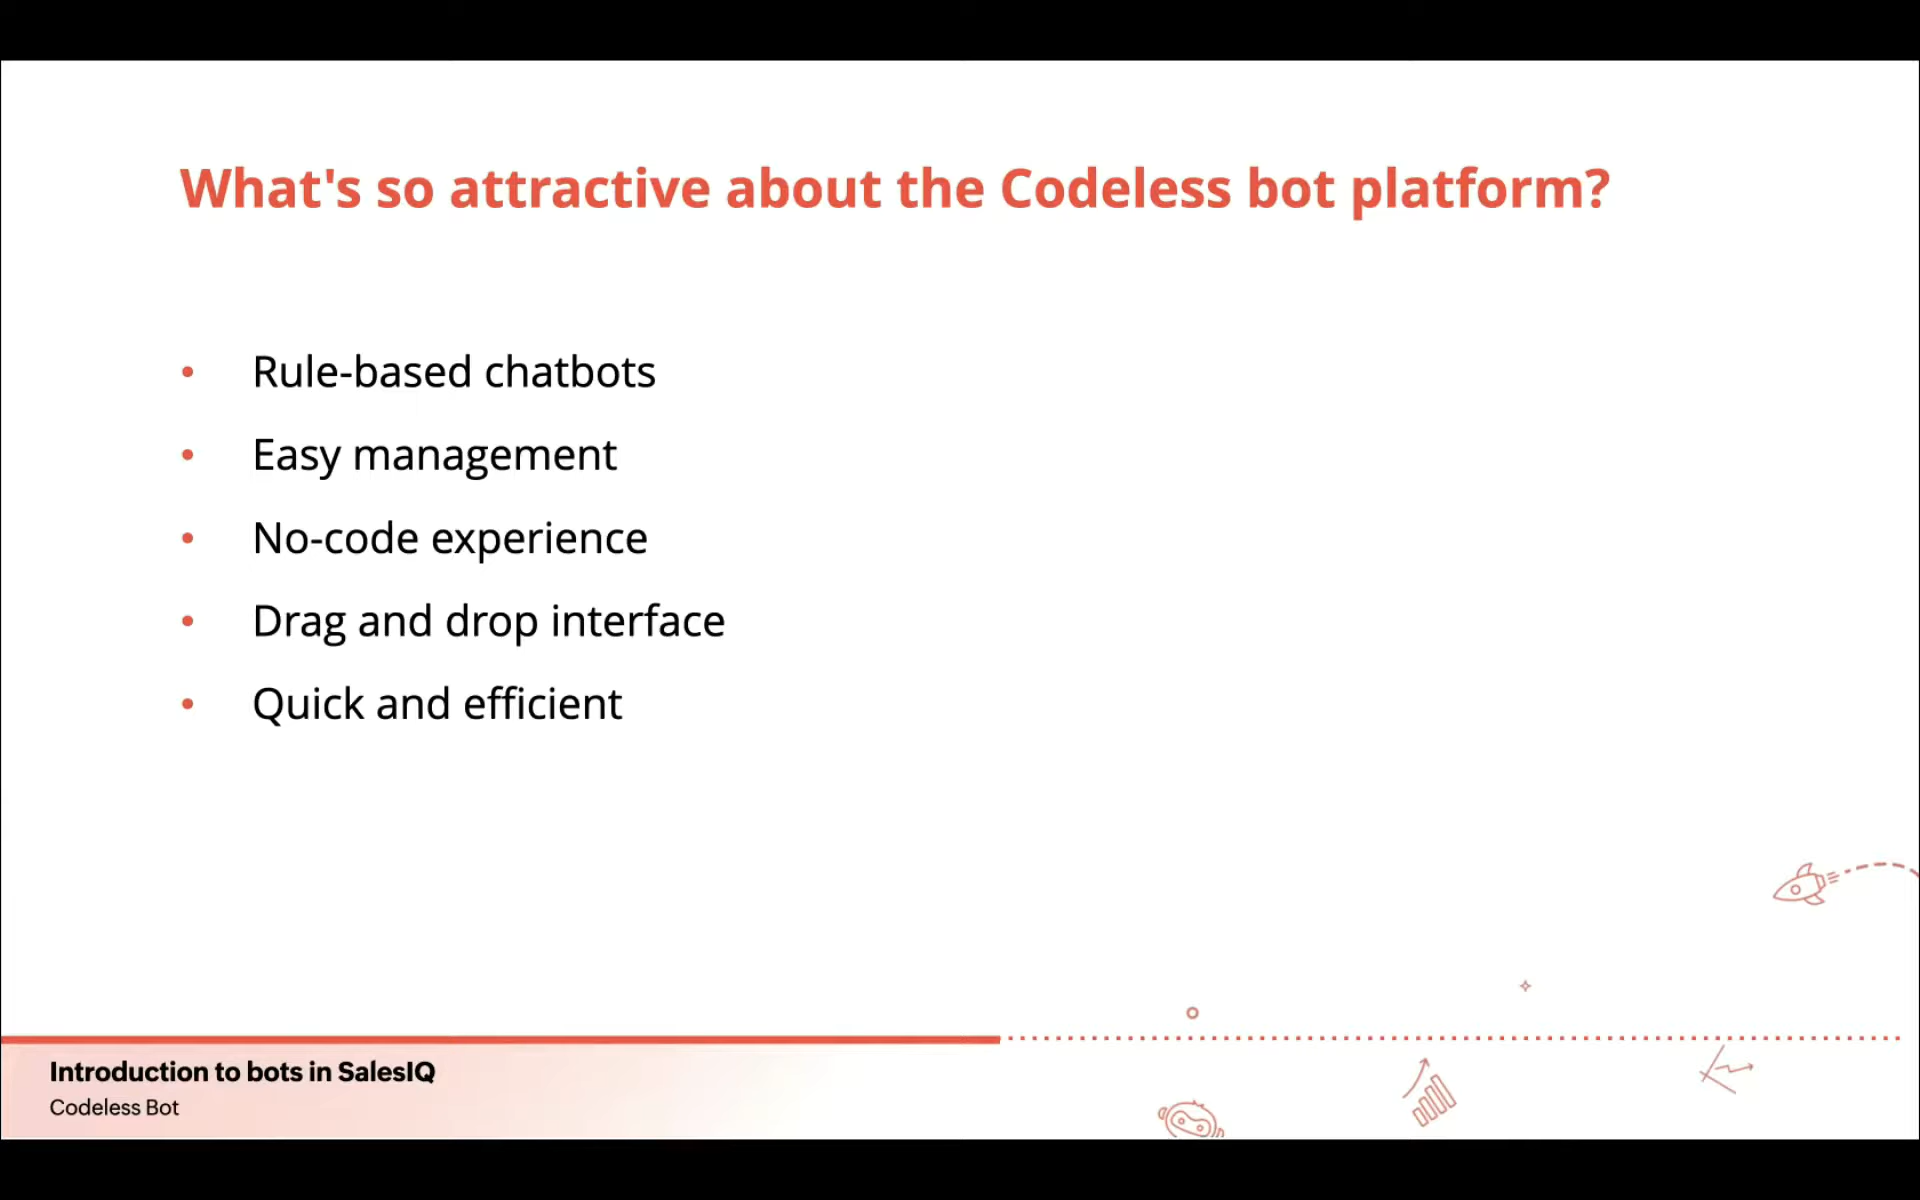 What's so attractive about the Codeless bot platform?
• Rule-based chatbots
• Easy management
• No-code experience
• Drag and drop interface
• Quick and efficient
Introduction to bots in SalesIQ
Codeless Bot